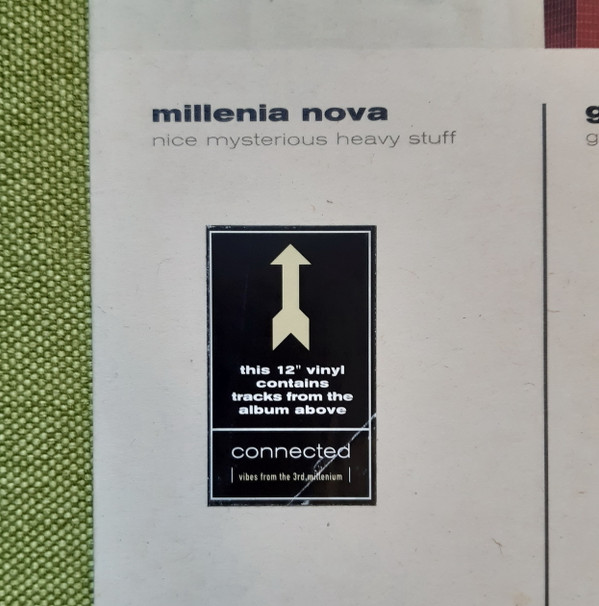 millenia nova
nice mysterious heavy stuff
g
g
this 12" vinyl
contains
tracks from the
album above
connected
vibes from the 3rd millenium